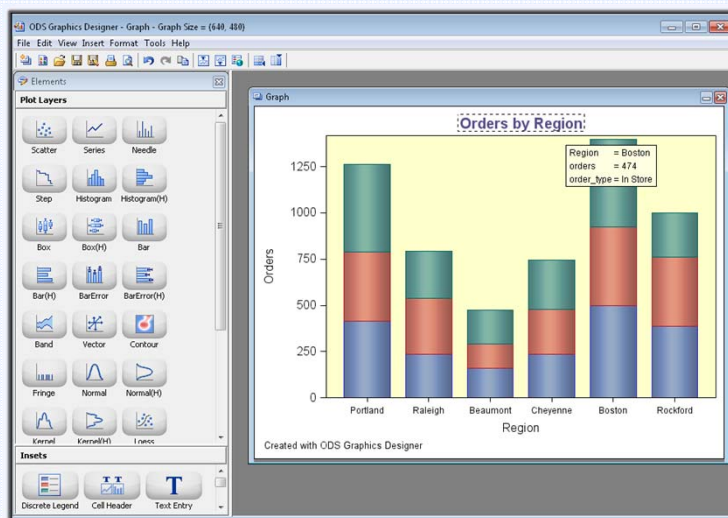 ODS Graphics Designer - Graph - Graph Size = (640, 480)
File Edit View Insert Format Tools Help
Elements
Plot Layers
Scatter Series Needle
Step Histogram Histogram(H)
Box Box(H) Bar
Bar(H) BarError BarError(H)
Band Vector Contour
Fringe Normal Normal(H)
Kernel Kernel(H) Loess
Insets
Discrete Legend Cell Header Text Entry
Graph
Orders by Region
Region = Boston
orders = 474
order_type = In Store
1250
1000
750
500
250
0
Orders
Portland Raleigh Beaumont Cheyenne Boston Rockford
Region
Created with ODS Graphics Designer